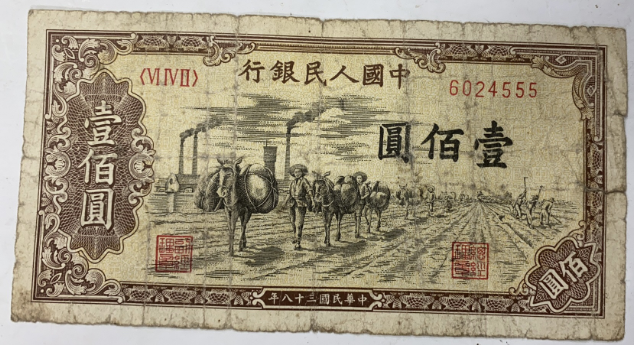 行銀民人國中
〈VI IV II〉
6024555
圓佰壹
壹佰圓
佰圓
年八十三國民華中